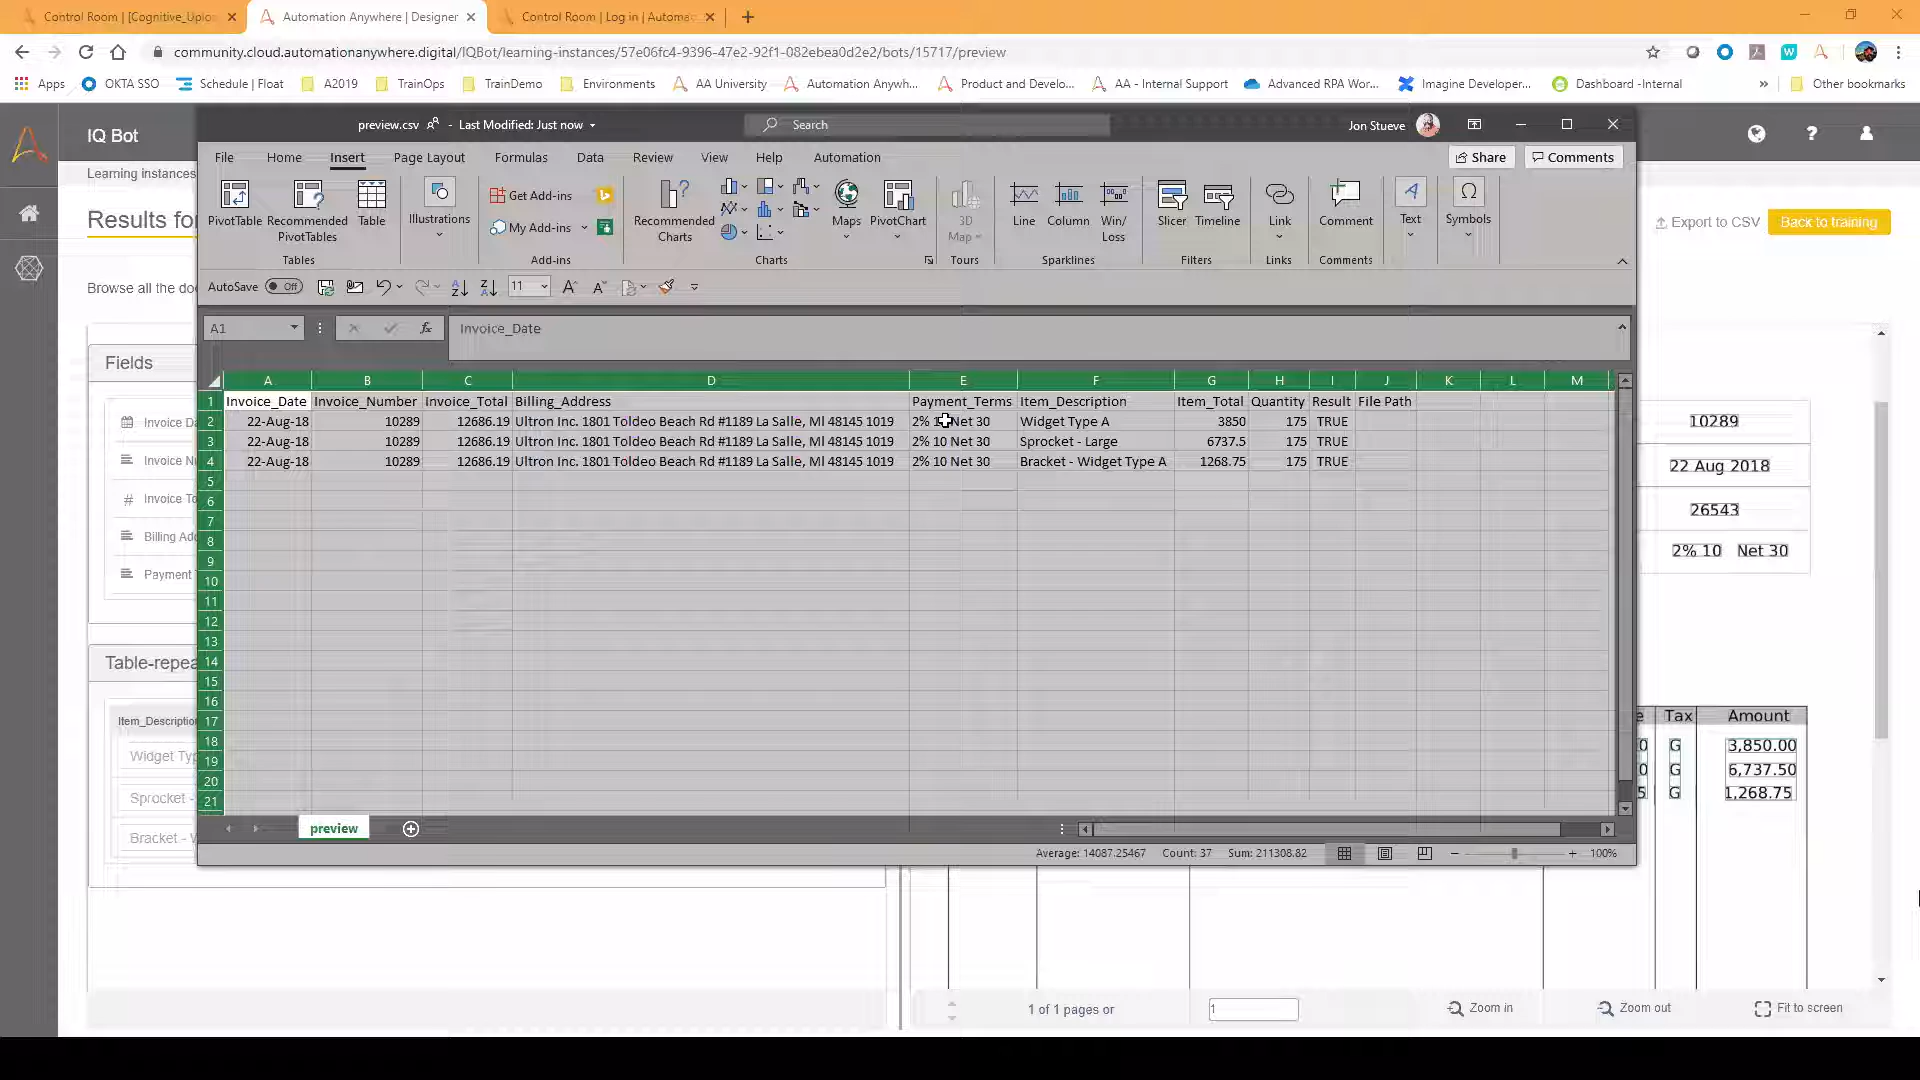 Control Room | [Cognitive_Uplo
Automation Anywhere | Designer
Control Room | Log in | Automa
community.cloud.automationanywhere.digital/IQBot/learning-instances/57e06fc4-9396-47e2-92f1-082ebea0d2e2/bots/15717/preview
Apps OKTA SSO Schedule | Float A2019 TrainOps TrainDemo Environments AA University Automation Anywh... Product and Develo... AA - Internal Support Advanced RPA Wor... Imagine Developer... Dashboard -Internal » Other bookmarks
IQ Bot
preview.csv - Last Modified: Just now
Search
Jon Stueve
File Home Insert Page Layout Formulas Data Review View Help Automation Share Comments
Learning instances
Results fo
Export to CSV Back to training
PivotTable Recommended PivotTables Table
Illustrations
Get Add-ins
My Add-ins
Recommended Charts
Maps PivotChart
3D Map
Line Column Win/ Loss
Slicer Timeline
Link Comment Text Symbols
Tables Add-ins Charts Tours Sparklines Filters Links Comments
AutoSave Off 11
Browse all the do
A1 fx Invoice_Date
Fields
A B C D E F G H I J K L M
1 Invoice_Date Invoice_Number Invoice_Total Billing_Address Payment_Terms Item_Description Item_Total Quantity Result File Path
2 22-Aug-18 10289 12686.19 Ultron Inc. 1801 Toldeo Beach Rd #1189 La Salle, MI 48145 1019 2% Net 30 Widget Type A 3850 175 TRUE
3 22-Aug-18 10289 12686.19 Ultron Inc. 1801 Toldeo Beach Rd #1189 La Salle, MI 48145 1019 2% 10 Net 30 Sprocket - Large 6737.5 175 TRUE
4 22-Aug-18 10289 12686.19 Ultron Inc. 1801 Toldeo Beach Rd #1189 La Salle, MI 48145 1019 2% 10 Net 30 Bracket - Widget Type A 1268.75 175 TRUE
5
6
7
8
9
10
11
12
13
14
15
16
17
18
19
20
21
Invoice Da
Invoice N
# Invoice To
Billing Add
Payment
10289
22 Aug 2018
26543
2% 10 Net 30
Table-repea
Item_Description
Widget Typ
Sprocket -
Bracket - W
e Tax Amount
0 G 3,850.00
0 G 6,737.50
5 G 1,268.75
preview
Average: 14087.25467 Count: 37 Sum: 211308.82 100%
1 of 1 pages or 1 Zoom in Zoom out Fit to screen